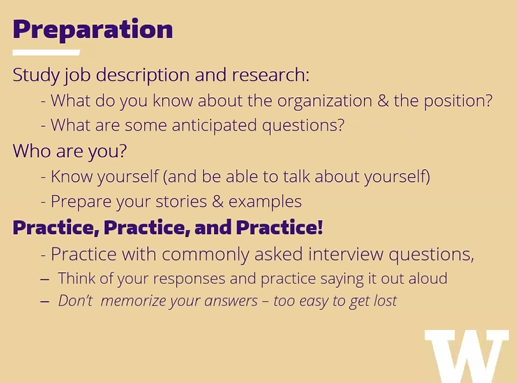 Preparation
Study job description and research:
- What do you know about the organization & the position?
- What are some anticipated questions?
Who are you?
- Know yourself (and be able to talk about yourself)
- Prepare your stories & examples
Practice, Practice, and Practice!
- Practice with commonly asked interview questions,
– Think of your responses and practice saying it out aloud
– Don't memorize your answers – too easy to get lost
W